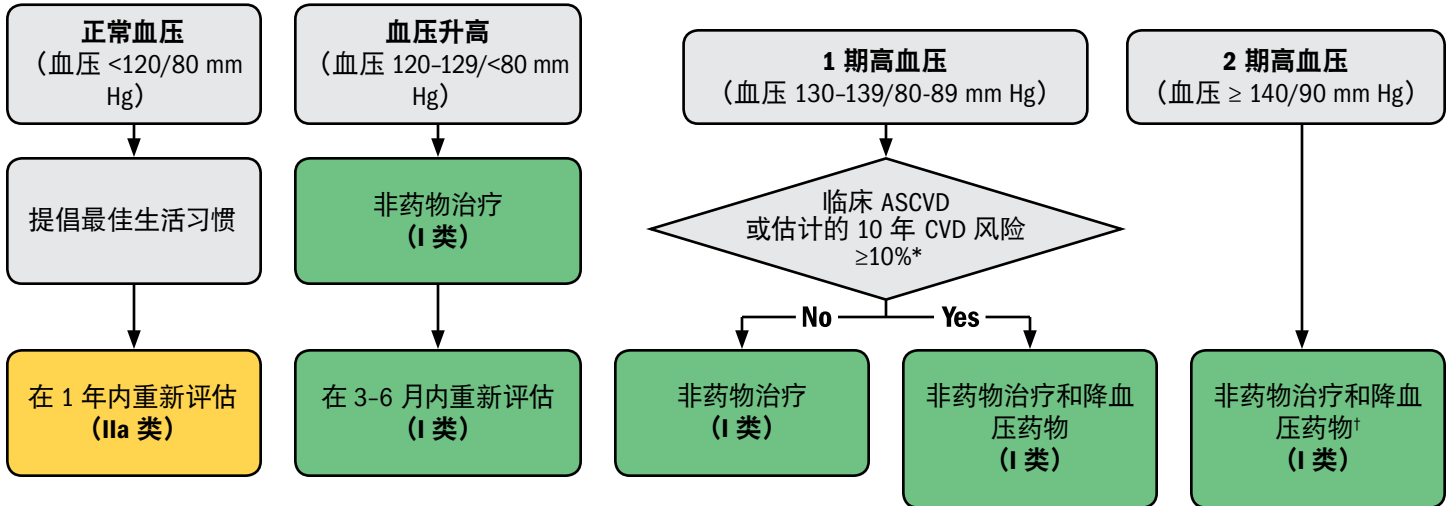 正常血压
（血压 <120/80 mm
Hg）
血压升高
（血压 120–129/<80 mm
Hg）
1 期高血压
（血压 130–139/80-89 mm Hg）
2 期高血压
（血压 ≥ 140/90 mm Hg）
提倡最佳生活习惯
非药物治疗
（I 类）
临床 ASCVD
或估计的 10 年 CVD 风险
≥10%*
No
Yes
在 1 年内重新评估
（IIa 类）
在 3–6 月内重新评估
（I 类）
非药物治疗
（I 类）
非药物治疗和降血
压药物
（I 类）
非药物治疗和降血
压药物†
（I 类）